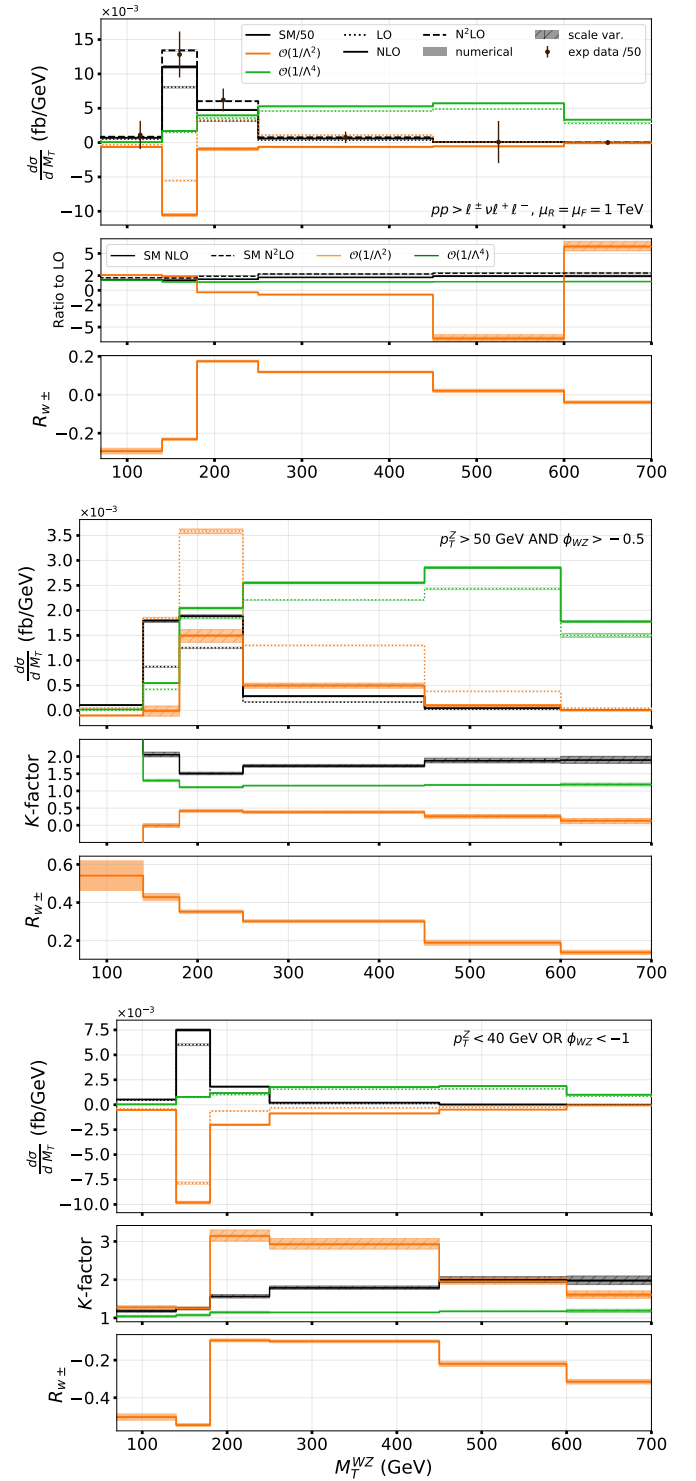 ×10⁻³
SM/50
O(1/Λ²)
O(1/Λ⁴)
LO
NLO
N²LO
numerical
scale var.
exp data /50
15
10
5
0
−5
−10
dσ/d M_T (fb/GeV)
pp > ℓ^± νℓ⁺ℓ⁻, μ_R = μ_F = 1 TeV
SM NLO
SM N²LO
O(1/Λ²)
O(1/Λ⁴)
5
2
0
−2
−5
Ratio to LO
0.2
0.0
−0.2
R_{w±}
100 200 300 400 500 600 700
×10⁻³
p_T^Z > 50 GeV AND ϕ_{WZ} > −0.5
3.5
3.0
2.5
2.0
1.5
1.0
0.5
0.0
dσ/d M_T (fb/GeV)
2.0
1.5
1.0
0.5
0.0
K-factor
0.6
0.4
0.2
R_{w±}
100 200 300 400 500 600 700
×10⁻³
p_T^Z < 40 GeV OR ϕ_{WZ} < −1
7.5
5.0
2.5
0.0
−2.5
−5.0
−7.5
−10.0
dσ/d M_T (fb/GeV)
3
2
1
K-factor
−0.2
−0.4
R_{w±}
100 200 300 400 500 600 700
M_T^{WZ} (GeV)